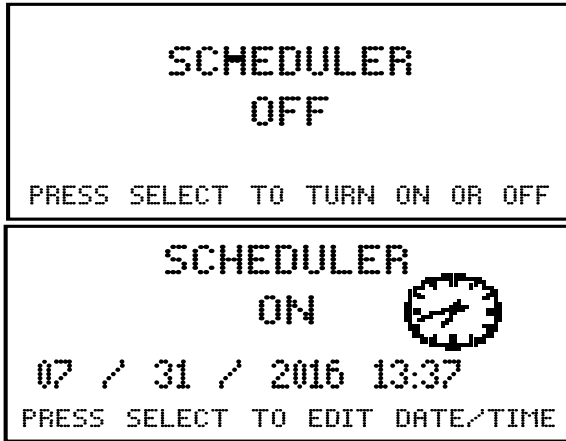 SCHEDULER
OFF
PRESS SELECT TO TURN ON OR OFF
SCHEDULER
ON
07 / 31 / 2016 13:37
PRESS SELECT TO EDIT DATE/TIME